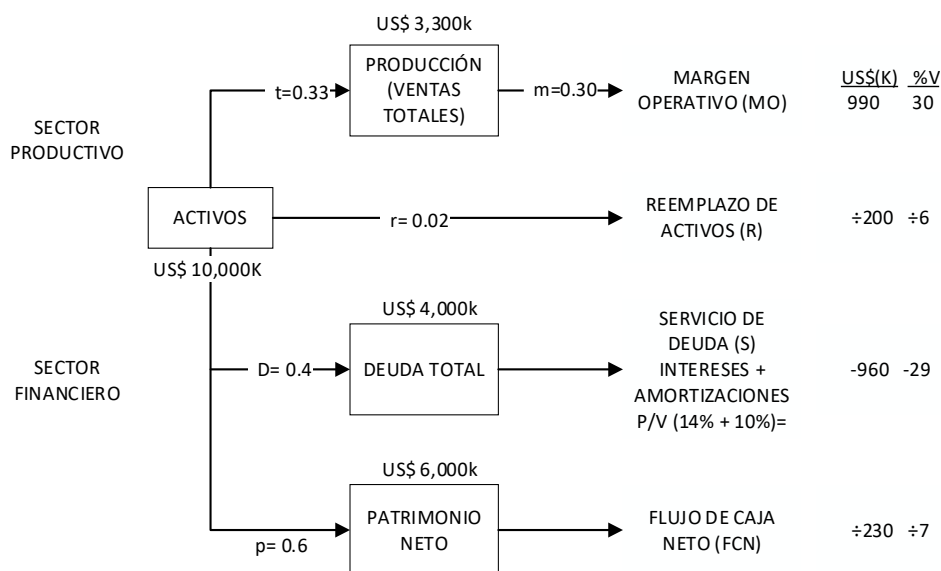 US$ 3,300k
PRODUCCIÓN
(VENTAS
TOTALES)
t=0.33
m=0.30
MARGEN
OPERATIVO (MO)
US$(K) %V
990 30
SECTOR
PRODUCTIVO
ACTIVOS
r= 0.02
REEMPLAZO DE
ACTIVOS (R)
÷200 ÷6
US$ 10,000K
US$ 4,000k
SECTOR
FINANCIERO
D= 0.4
DEUDA TOTAL
SERVICIO DE
DEUDA (S)
INTERESES +
AMORTIZACIONES
P/V (14% + 10%)=
-960 -29
US$ 6,000k
p= 0.6
PATRIMONIO
NETO
FLUJO DE CAJA
NETO (FCN)
÷230 ÷7